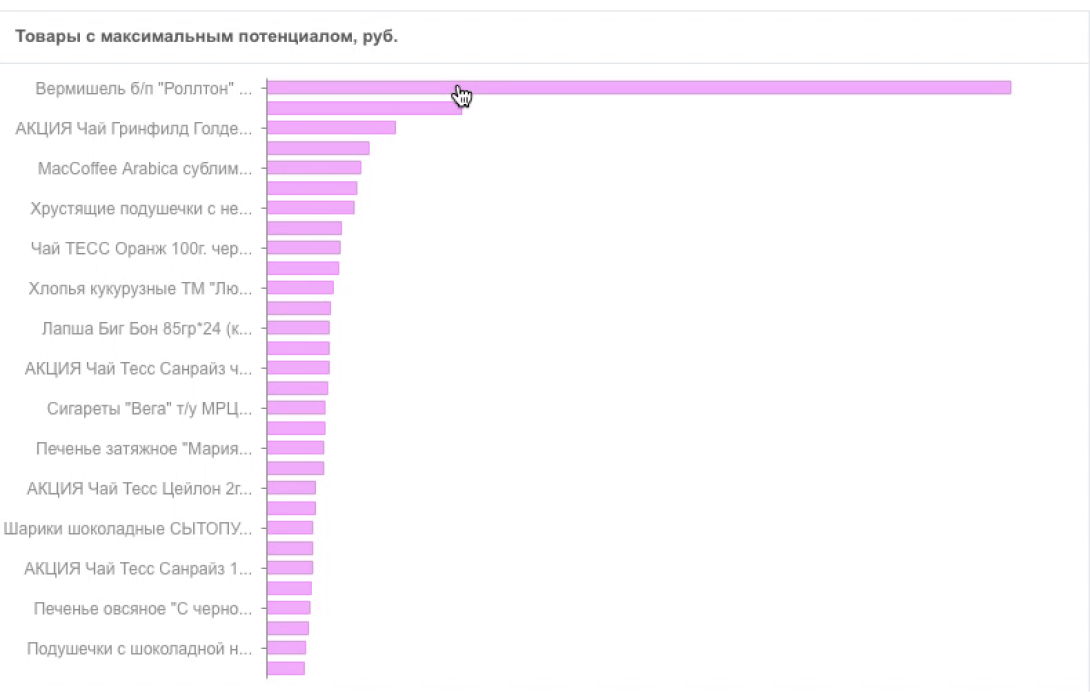 Товары с максимальным потенциалом, руб.
Вермишель б/п "Роллтон" ...
АКЦИЯ Чай Гринфилд Голде...
MacCoffee Arabica сублим...
Хрустящие подушечки с не...
Чай ТЕСС Оранж 100г. чер...
Хлопья кукурузные ТМ "Лю...
Лапша Биг Бон 85гр*24 (к...
АКЦИЯ Чай Тесс Санрайз ч...
Сигареты "Вега" т/у МРЦ...
Печенье затяжное "Мария...
АКЦИЯ Чай Тесс Цейлон 2г...
Шарики шоколадные СЫТОПУ...
АКЦИЯ Чай Тесс Санрайз 1...
Печенье овсяное "С черно...
Подушечки с шоколадной н...